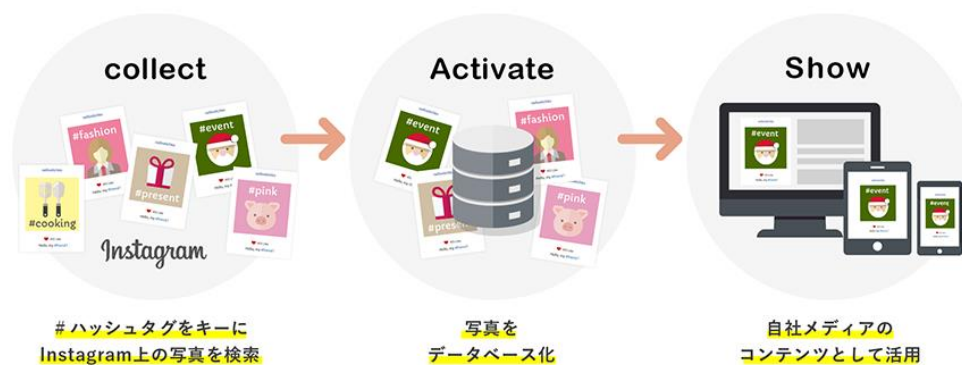 collect
#fashion
#event
#present
#cooking
#pink
Instagram
Activate
#event
#fashion
#present
#pink
Show
#event
#event
#event
#ハッシュタグをキーに
Instagram上の写真を検索
写真を
データベース化
自社メディアの
コンテンツとして活用